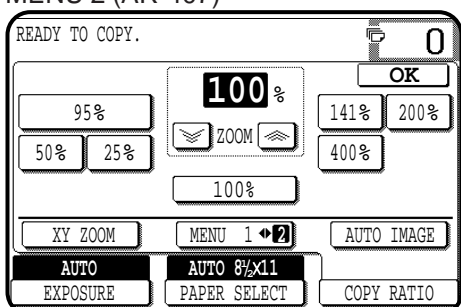 MENU 2 (AR-407)
READY TO COPY.
0
OK
100%
95%
141% 200%
ZOOM
50% 25%
400%
100%
XY ZOOM
MENU 1 2
AUTO IMAGE
AUTO
AUTO 8½x11
EXPOSURE
PAPER SELECT
COPY RATIO